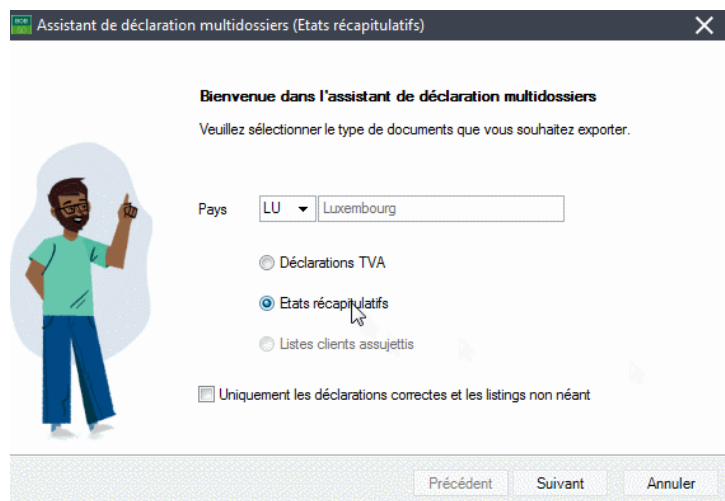 BOB
GO
Assistant de déclaration multidossiers (Etats récapitulatifs)
Bienvenue dans l'assistant de déclaration multidossiers
Veuillez sélectionner le type de documents que vous souhaitez exporter.
Pays LU Luxembourg
Déclarations TVA
Etats récapitulatifs
Listes clients assujettis
Uniquement les déclarations correctes et les listings non néant
Précédent Suivant Annuler